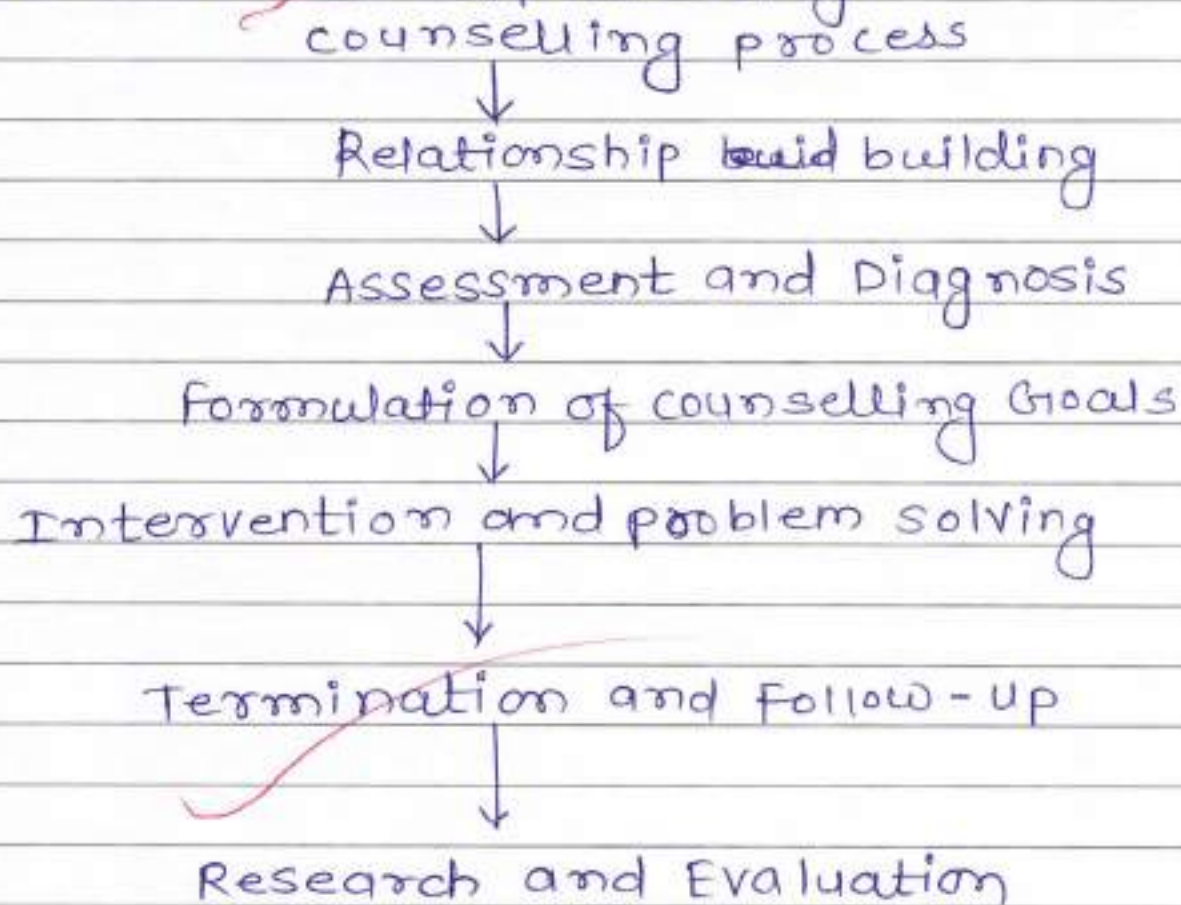 counselling process
↓
Relationship building
↓
Assessment and Diagnosis
↓
Formulation of counselling Goals
↓
Intervention and problem solving
↓
Termination and Follow-up
↓
Research and Evaluation